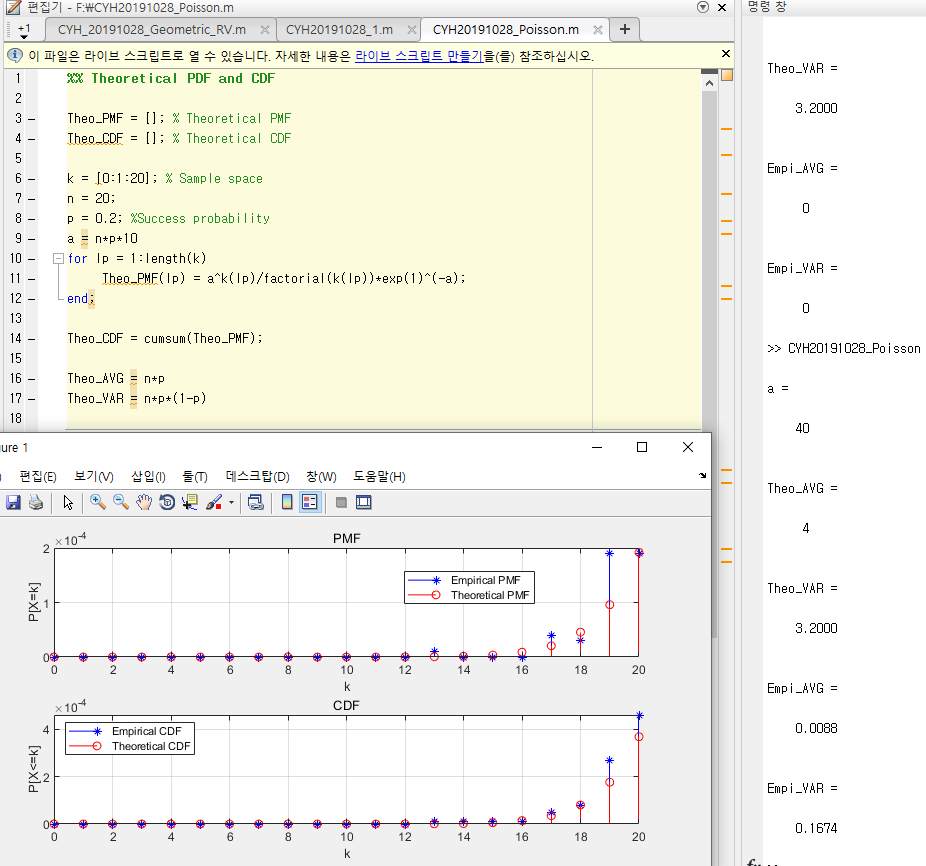 편집기 - F:₩CYH20191028_Poisson.m
+1
CYH_20191028_Geometric_RV.m
CYH20191028_1.m
CYH20191028_Poisson.m
이 파일은 라이브 스크립트로 열 수 있습니다. 자세한 내용은 라이브 스크립트 만들기을(를) 참조하십시오.
1 %% Theoretical PDF and CDF
2
3 – Theo_PMF = []; % Theoretical PMF
4 – Theo_CDF = []; % Theoretical CDF
5
6 – k = [0:1:20]; % Sample space
7 – n = 20;
8 – p = 0.2; %Success probability
9 – a = n*p*10
10 – for lp = 1:length(k)
11 – Theo_PMF(lp) = a^k(lp)/factorial(k(lp))*exp(1)^(-a);
12 – end;
13
14 – Theo_CDF = cumsum(Theo_PMF);
15
16 – Theo_AVG = n*p
17 – Theo_VAR = n*p*(1-p)
18
ure 1
) 편집(E) 보기(V) 삽입(I) 툴(T) 데스크탑(D) 창(W) 도움말(H)
×10⁻⁴
PMF
2
1
0
P[X=k]
Empirical PMF
Theoretical PMF
0 2 4 6 8 10 12 14 16 18 20
k
×10⁻⁴
CDF
4
2
0
P[X<=k]
Empirical CDF
Theoretical CDF
0 2 4 6 8 10 12 14 16 18 20
k
명령 창
Theo_VAR =
3.2000
Empi_AVG =
0
Empi_VAR =
0
>> CYH20191028_Poisson
a =
40
Theo_AVG =
4
Theo_VAR =
3.2000
Empi_AVG =
0.0088
Empi_VAR =
0.1674